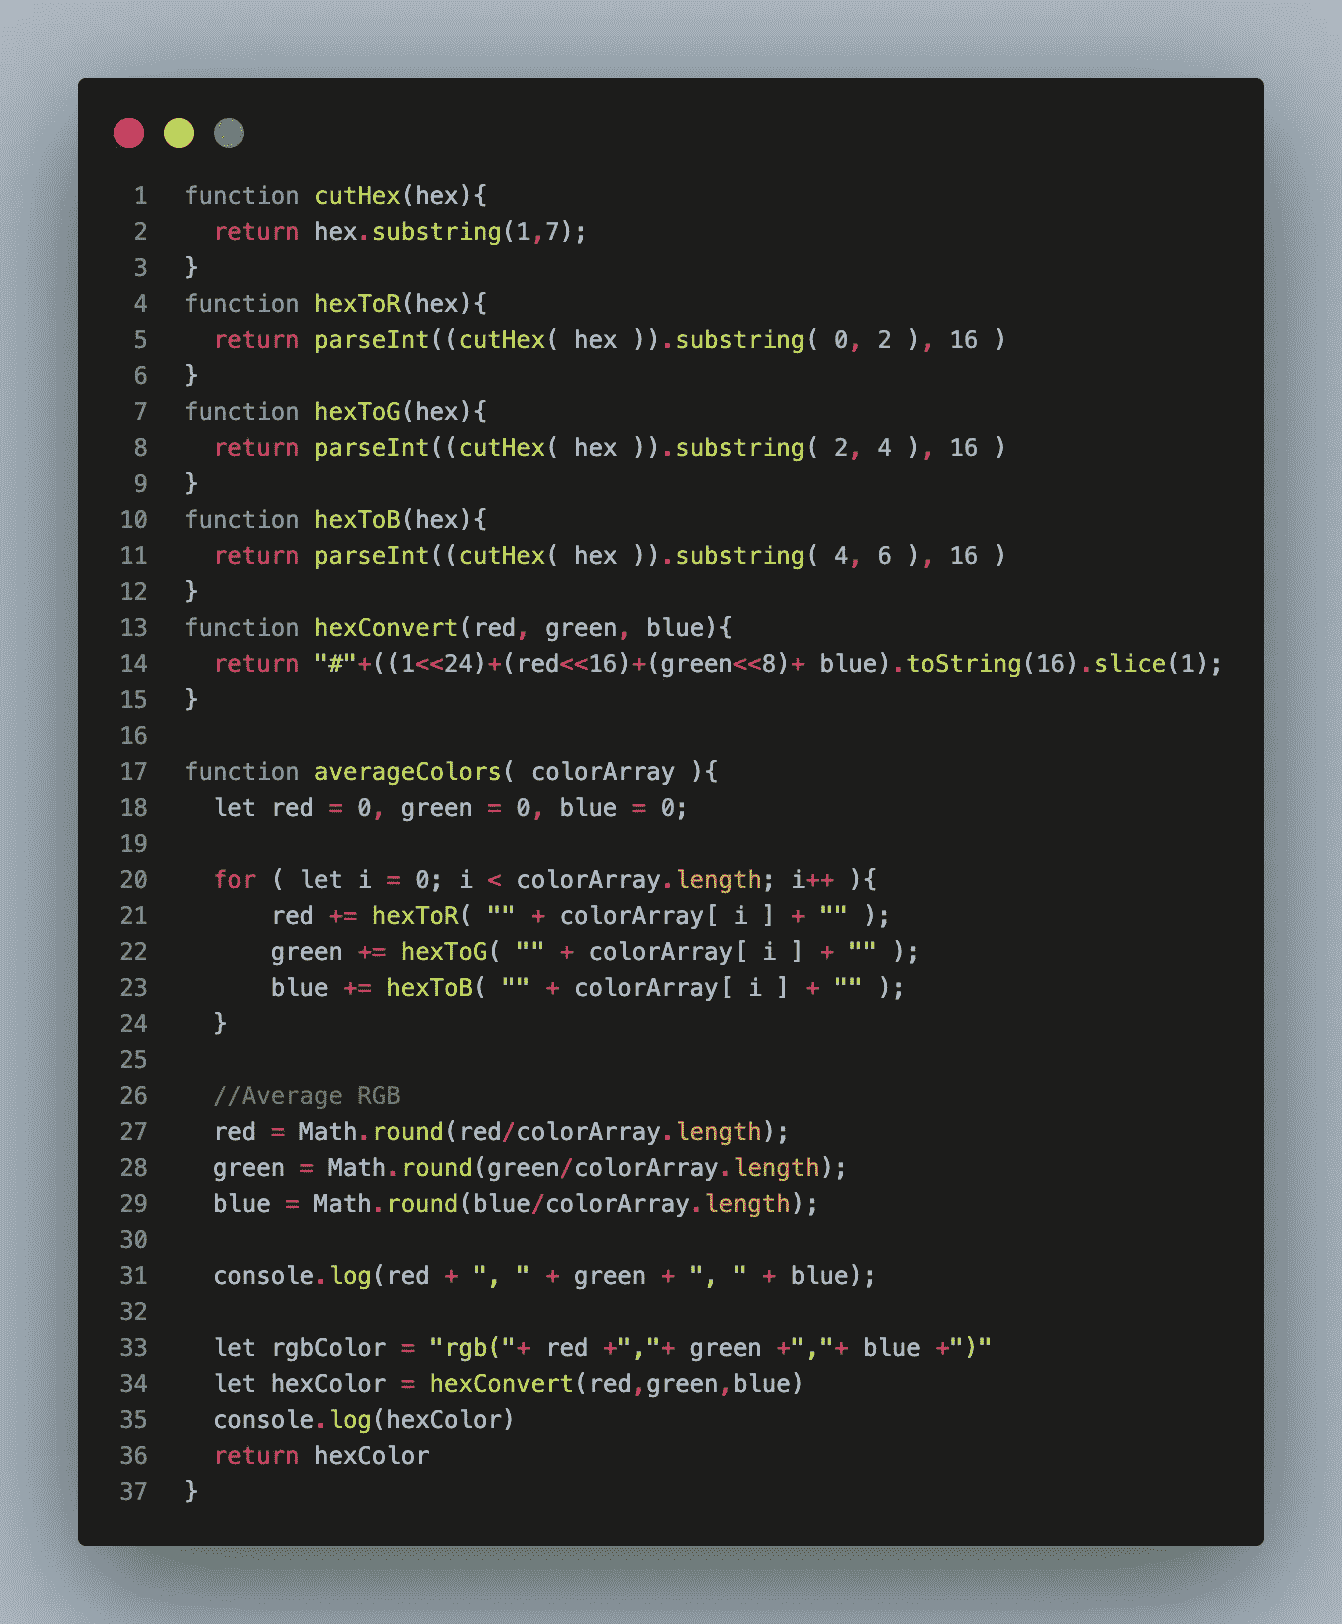 1 function cutHex(hex){
2   return hex.substring(1,7);
3 }
4 function hexToR(hex){
5   return parseInt((cutHex( hex )).substring( 0, 2 ), 16 )
6 }
7 function hexToG(hex){
8   return parseInt((cutHex( hex )).substring( 2, 4 ), 16 )
9 }
10 function hexToB(hex){
11   return parseInt((cutHex( hex )).substring( 4, 6 ), 16 )
12 }
13 function hexConvert(red, green, blue){
14   return "#"+((1<<24)+(red<<16)+(green<<8)+ blue).toString(16).slice(1);
15 }
16
17 function averageColors( colorArray ){
18   let red = 0, green = 0, blue = 0;
19
20   for ( let i = 0; i < colorArray.length; i++ ){
21       red += hexToR( "" + colorArray[ i ] + "" );
22       green += hexToG( "" + colorArray[ i ] + "" );
23       blue += hexToB( "" + colorArray[ i ] + "" );
24   }
25
26   //Average RGB
27   red = Math.round(red/colorArray.length);
28   green = Math.round(green/colorArray.length);
29   blue = Math.round(blue/colorArray.length);
30
31   console.log(red + ", " + green + ", " + blue);
32
33   let rgbColor = "rgb("+ red +","+ green +","+ blue +")"
34   let hexColor = hexConvert(red,green,blue)
35   console.log(hexColor)
36   return hexColor
37 }